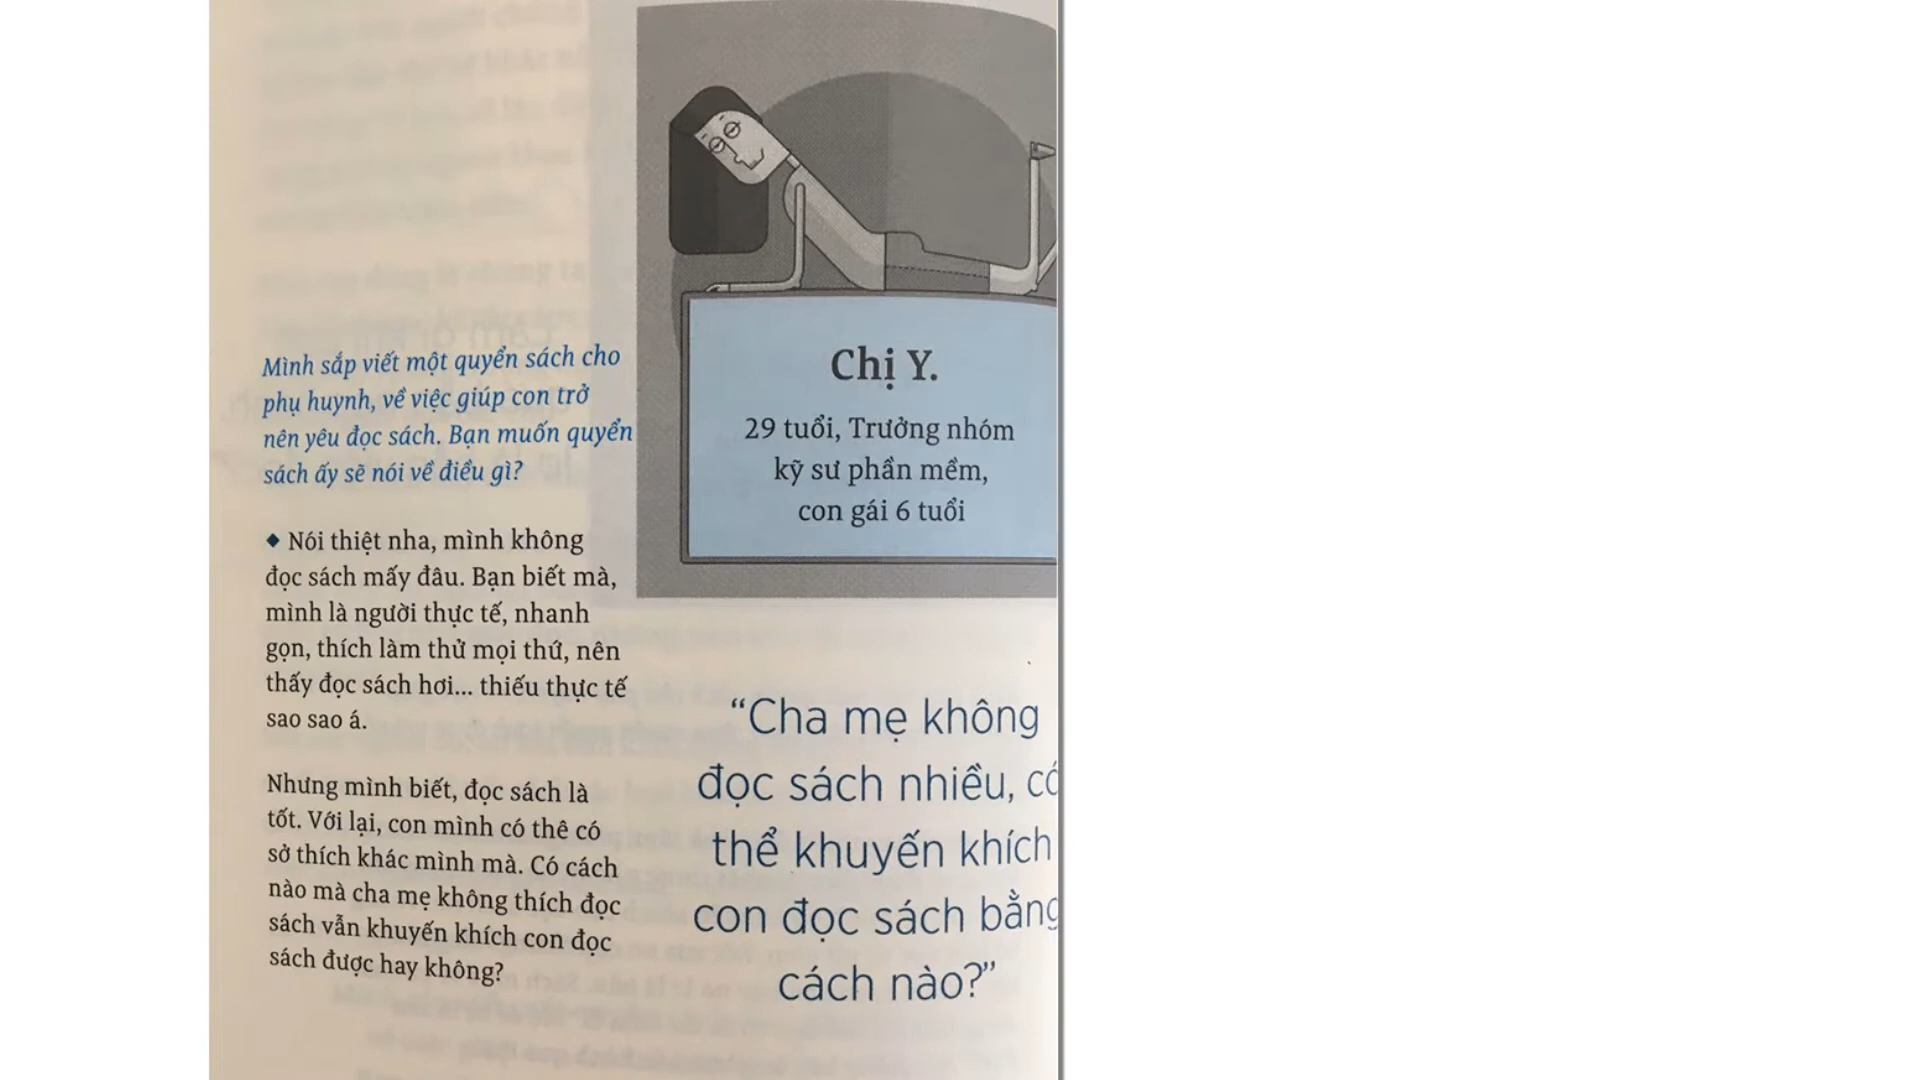 Mình sắp viết một quyển sách cho
phụ huynh, về việc giúp con trở
nên yêu đọc sách. Bạn muốn quyển
sách ấy sẽ nói về điều gì?
◆ Nói thiệt nha, mình không
đọc sách mấy đâu. Bạn biết mà,
mình là người thực tế, nhanh
gọn, thích làm thử mọi thứ, nên
thấy đọc sách hơi... thiếu thực tế
sao sao á.
Nhưng mình biết, đọc sách là
tốt. Với lại, con mình có thê có
sở thích khác mình mà. Có cách
nào mà cha mẹ không thích đọc
sách vẫn khuyến khích con đọc
sách được hay không?
Chị Y.
29 tuổi, Trưởng nhóm
kỹ sư phần mềm,
con gái 6 tuổi
“Cha mẹ không
đọc sách nhiều, có
thể khuyến khích
con đọc sách bằng
cách nào?”